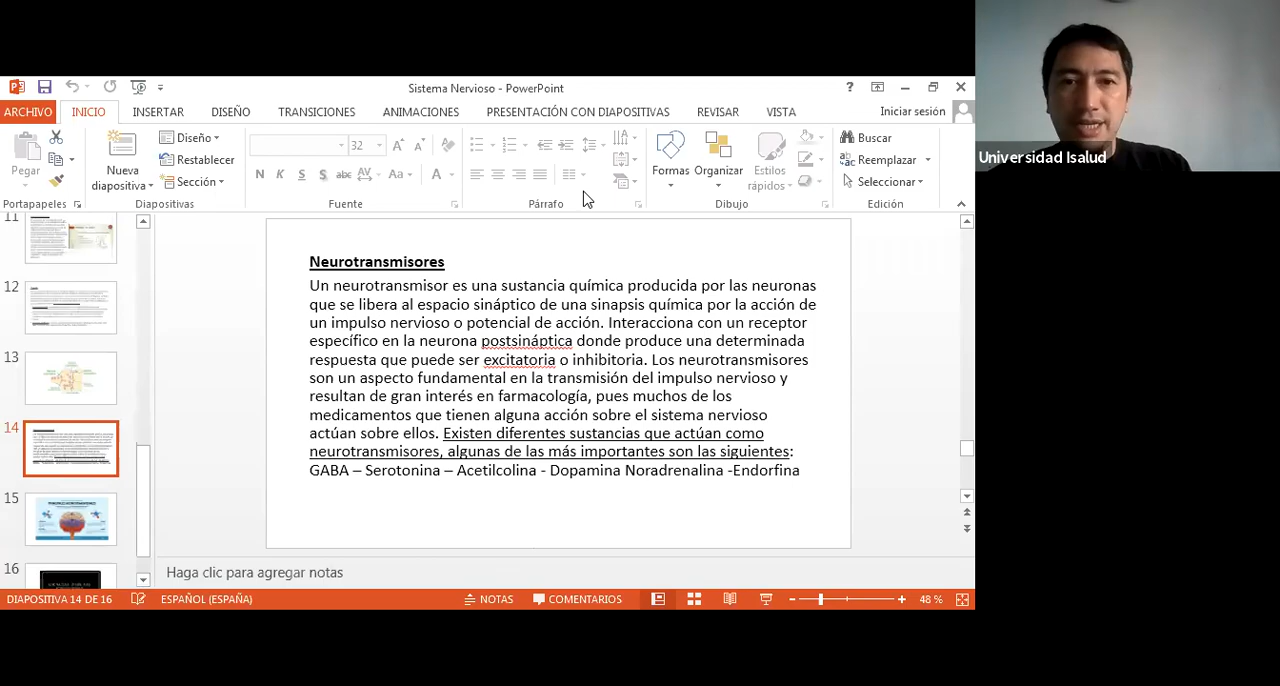 Sistema Nervioso - PowerPoint
?
ARCHIVO INICIO INSERTAR DISEÑO TRANSICIONES ANIMACIONES PRESENTACIÓN CON DIAPOSITIVAS REVISAR VISTA Iniciar sesión
Pegar
Nueva
diapositiva
Diseño
Restablecer
Sección
32
N K S S abc AV Aa A
Formas
Organizar
Estilos
rápidos
Buscar
Reemplazar
Seleccionar
Portapapeles Diapositivas Fuente Párrafo Dibujo Edición
Universidad Isalud
11
12
13
14
15
16
Neurotransmisores
Un neurotransmisor es una sustancia química producida por las neuronas
que se libera al espacio sináptico de una sinapsis química por la acción de
un impulso nervioso o potencial de acción. Interacciona con un receptor
específico en la neurona postsináptica donde produce una determinada
respuesta que puede ser excitatoria o inhibitoria. Los neurotransmisores
son un aspecto fundamental en la transmisión del impulso nervioso y
resultan de gran interés en farmacología, pues muchos de los
medicamentos que tienen alguna acción sobre el sistema nervioso
actúan sobre ellos. Existen diferentes sustancias que actúan como
neurotransmisores, algunas de las más importantes son las siguientes:
GABA – Serotonina – Acetilcolina - Dopamina Noradrenalina -Endorfina
Haga clic para agregar notas
DIAPOSITIVA 14 DE 16 ESPAÑOL (ESPAÑA) NOTAS COMENTARIOS 48 %